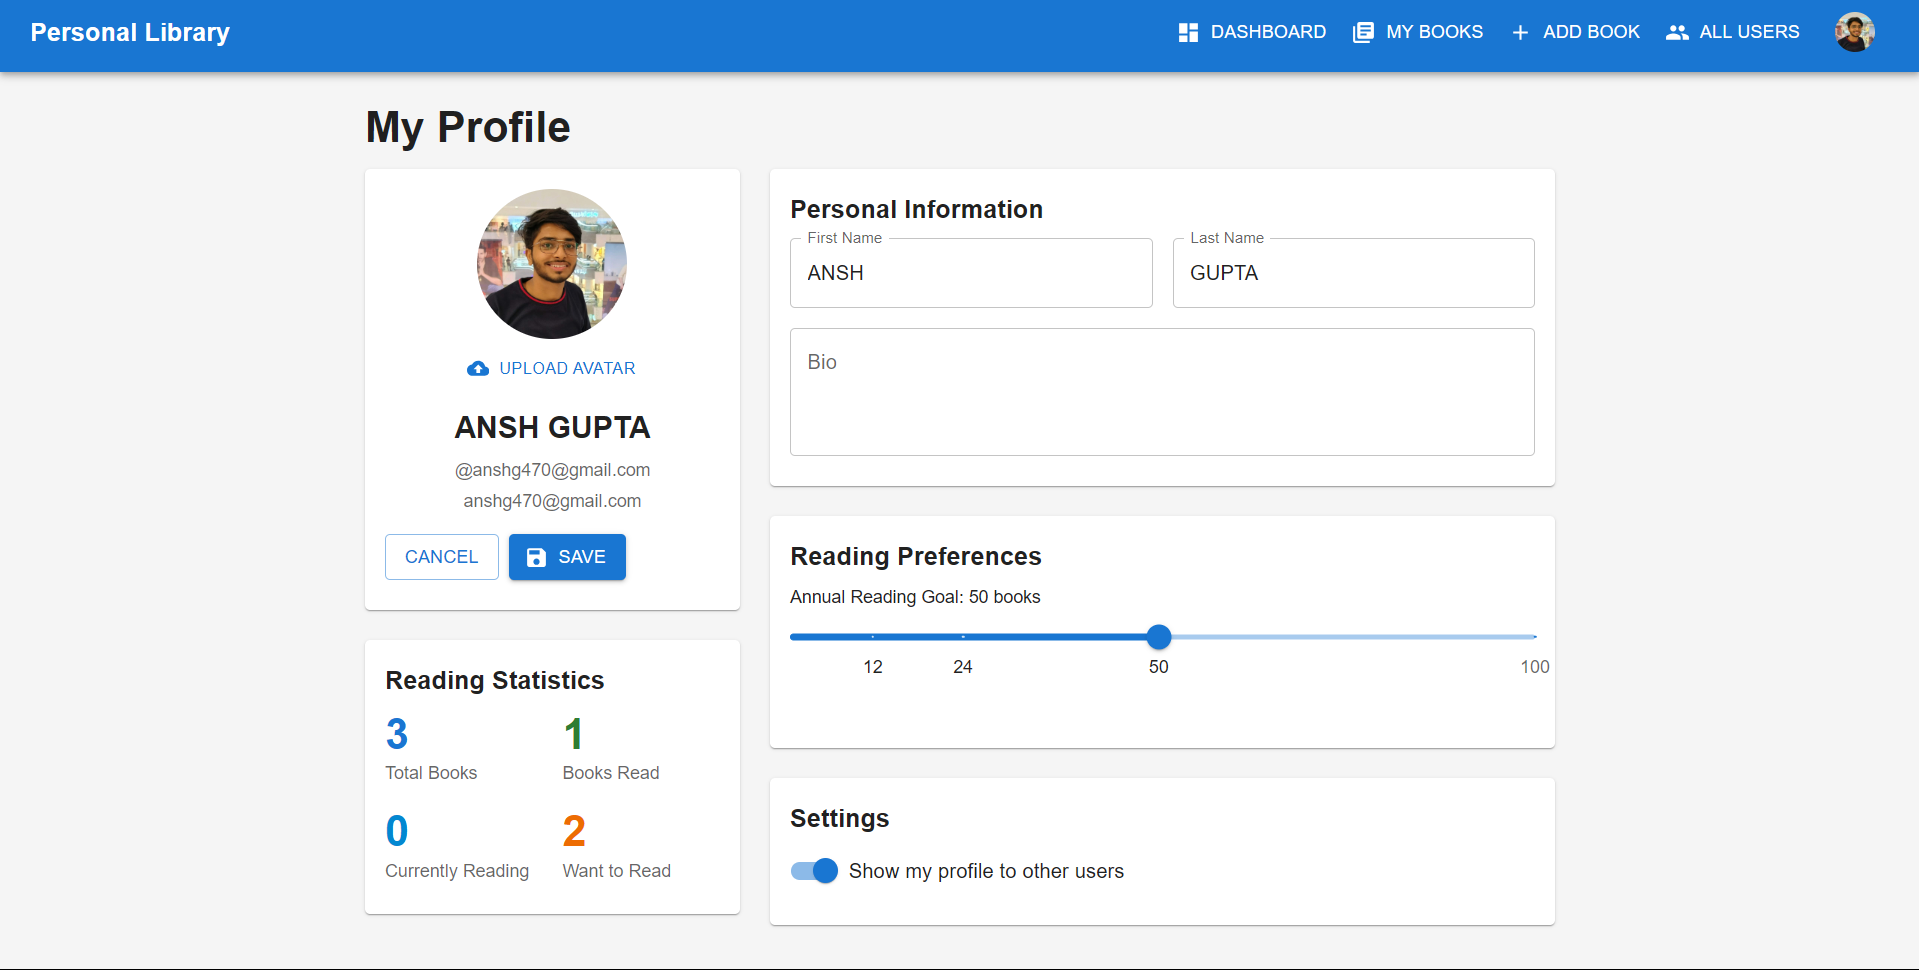 Personal Library
DASHBOARD
MY BOOKS
ADD BOOK
ALL USERS
My Profile
UPLOAD AVATAR
ANSH GUPTA
@anshg470@gmail.com
anshg470@gmail.com
CANCEL
SAVE
Reading Statistics
3
Total Books
1
Books Read
0
Currently Reading
2
Want to Read
Personal Information
First Name
ANSH
Last Name
GUPTA
Bio
Reading Preferences
Annual Reading Goal: 50 books
12
24
50
100
Settings
Show my profile to other users